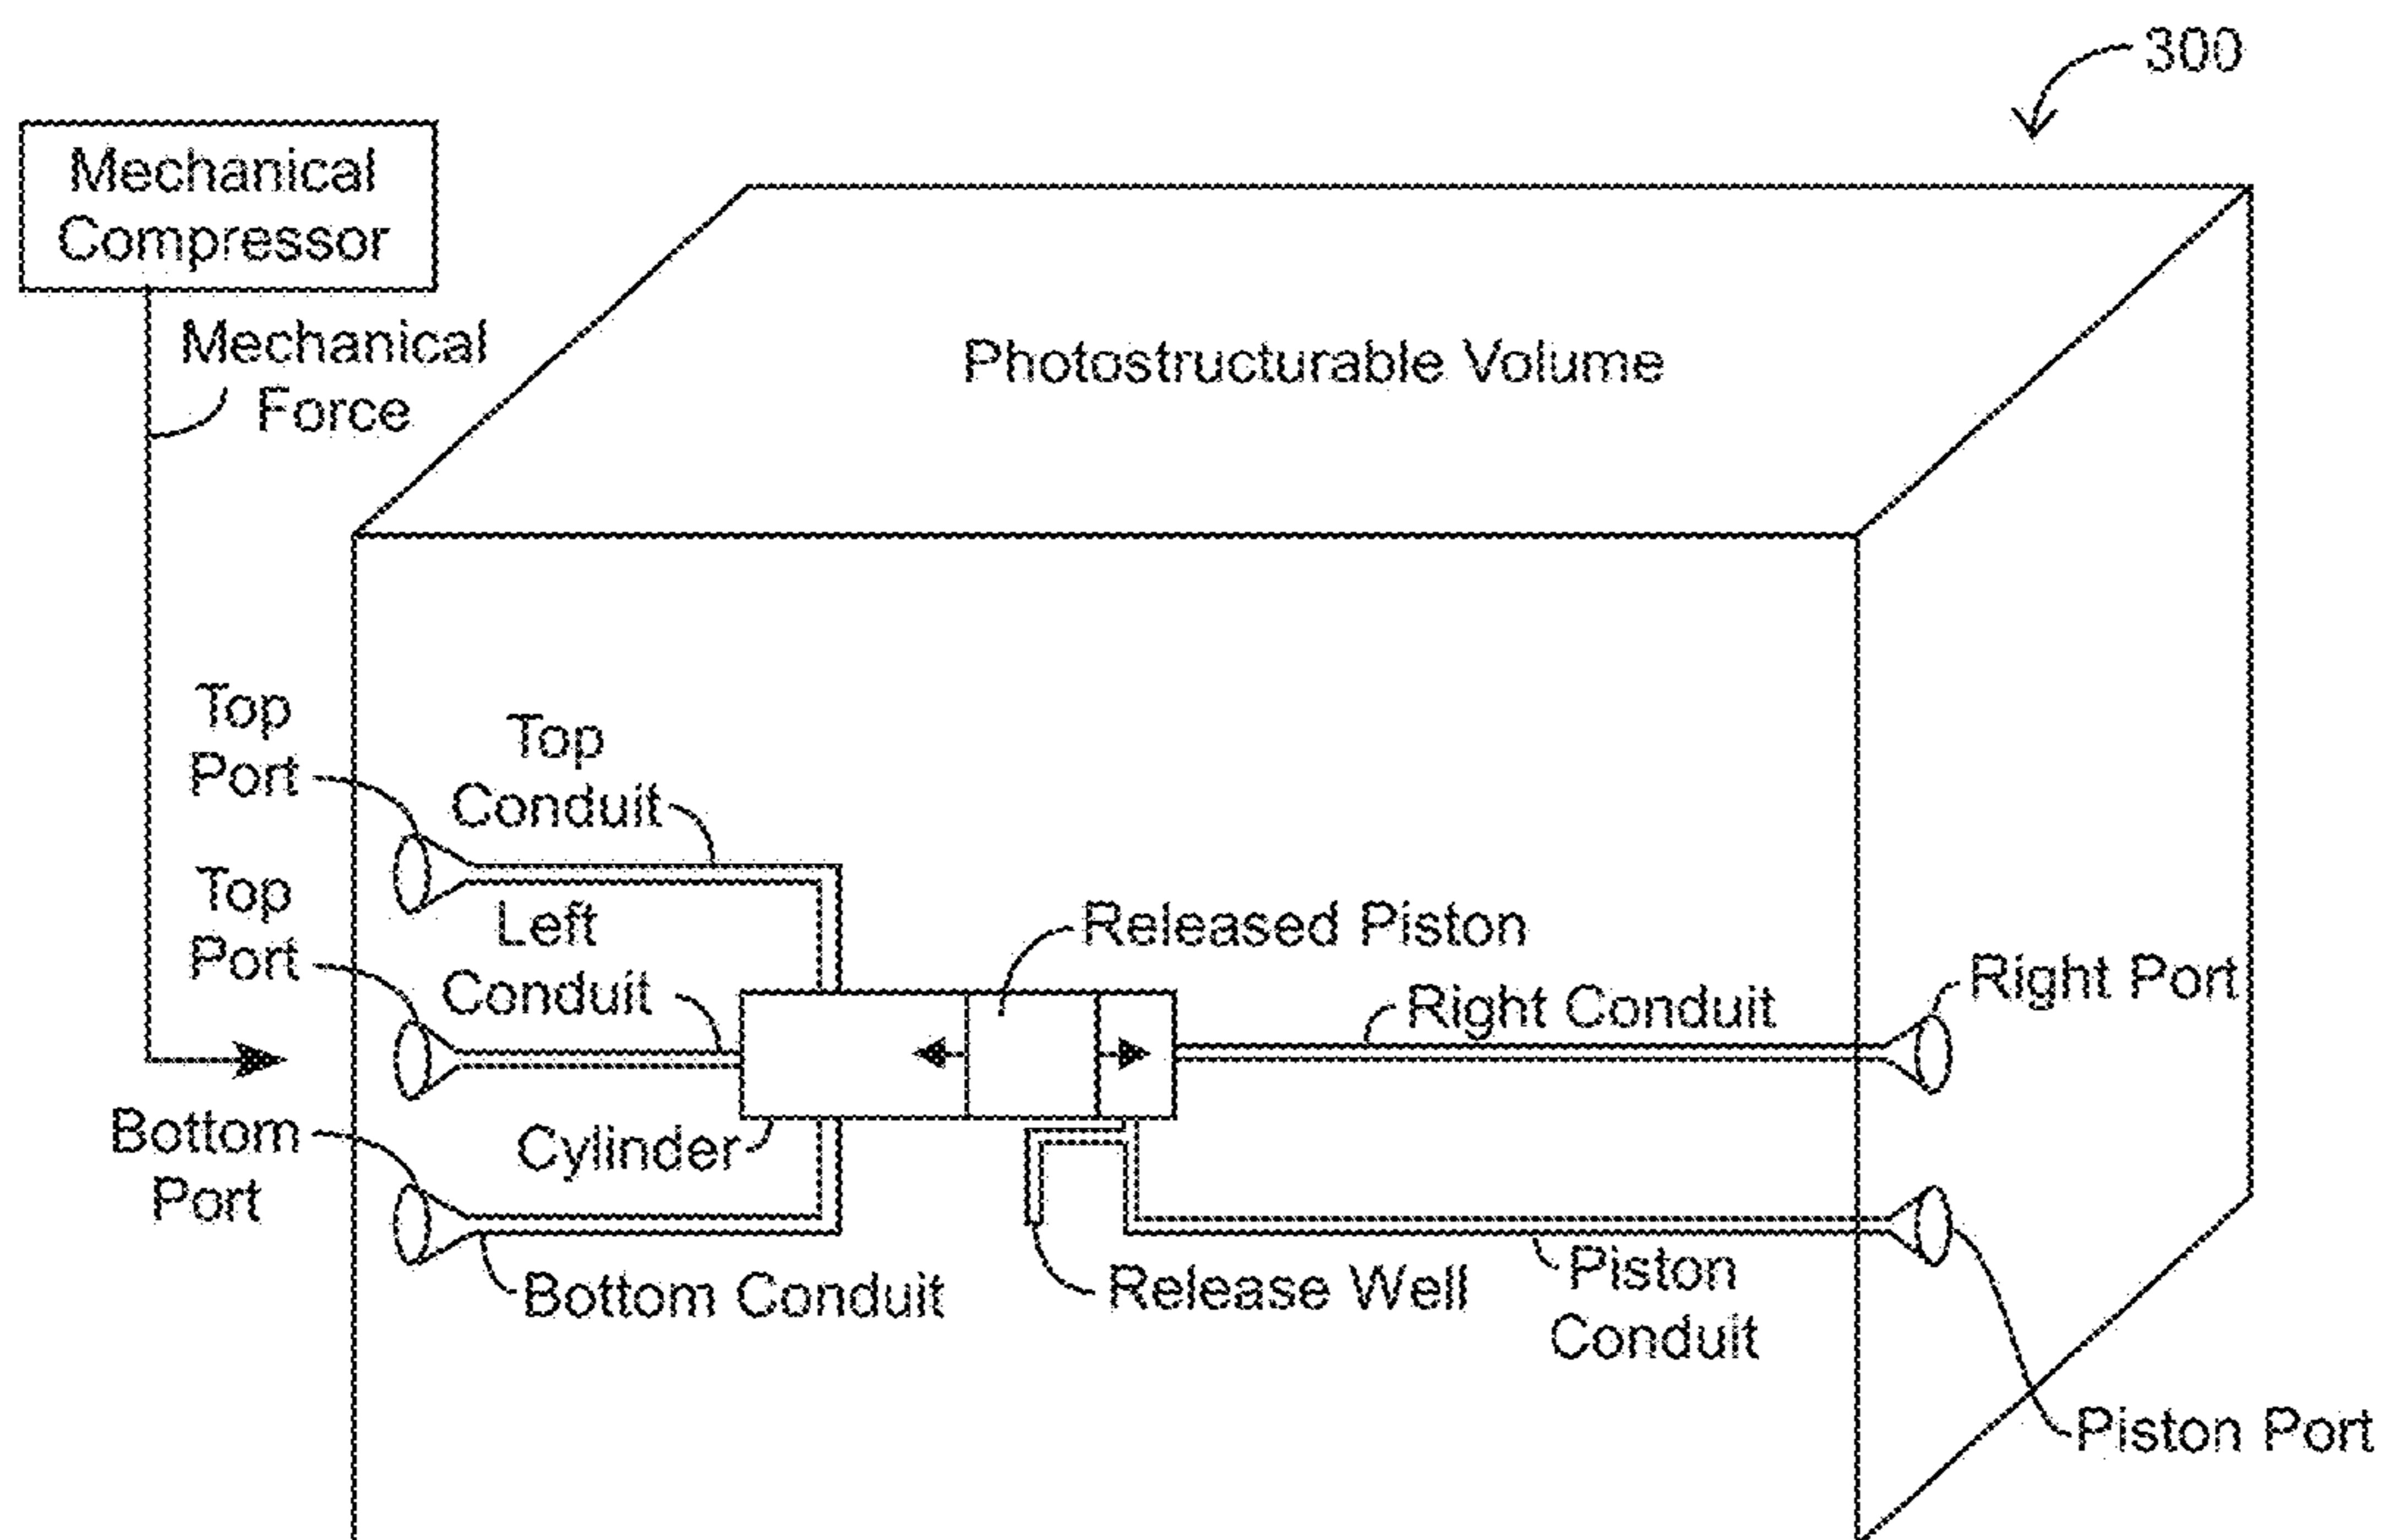 300
Mechanical
Compressor
Mechanical
Force
Photostructurable Volume
Top
Port
Top
Conduit
Top
Port
Left
Conduit
Released Piston
Right Conduit
Right Port
Bottom
Port
Cylinder
Bottom Conduit
Release Well
Piston
Conduit
Piston Port